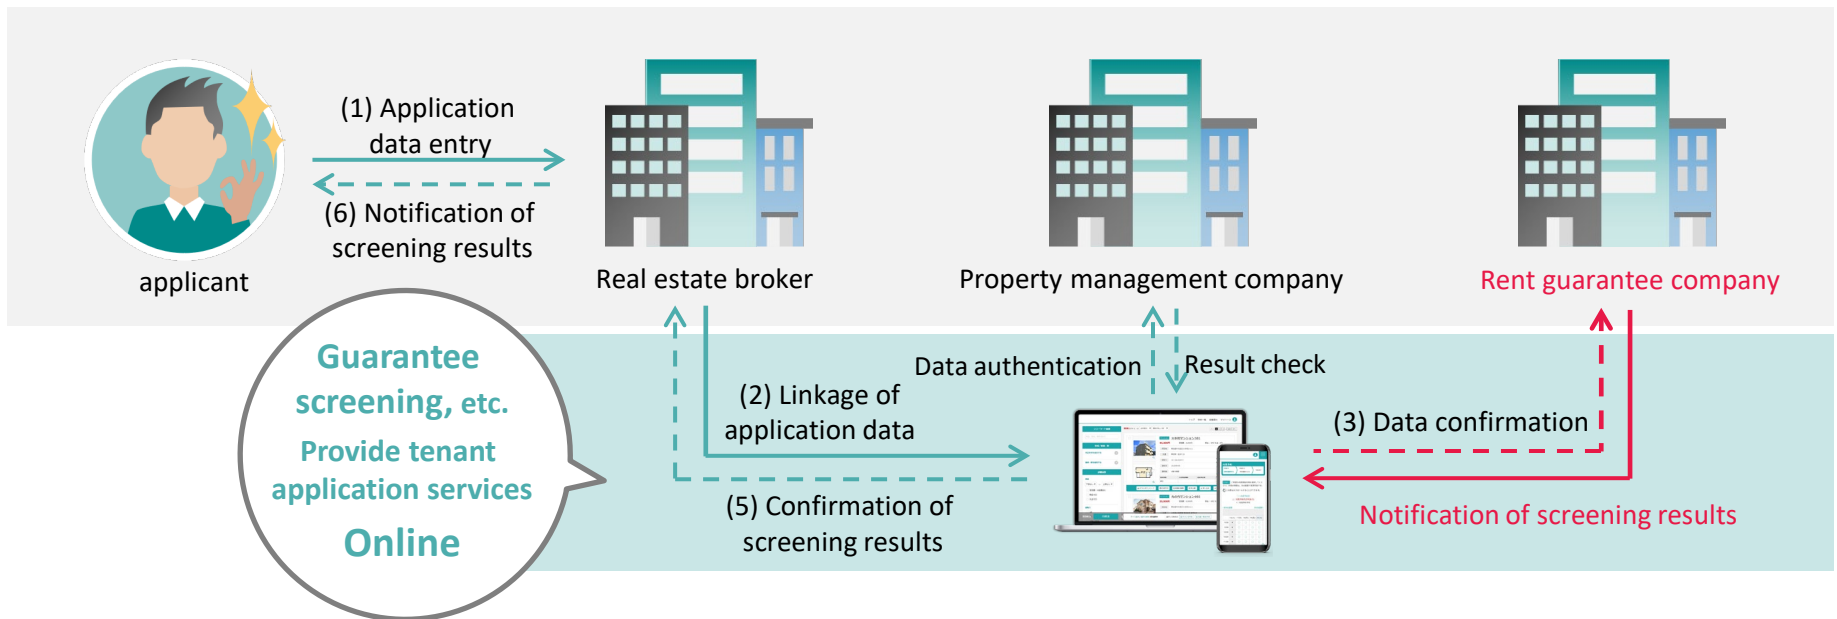 (1) Application
data entry
(6) Notification of
screening results
applicant
Real estate broker
Property management company
Rent guarantee company
Guarantee
screening, etc.
Provide tenant
application services
Online
(2) Linkage of
application data
(5) Confirmation of
screening results
Data authentication
Result check
(3) Data confirmation
Notification of screening results